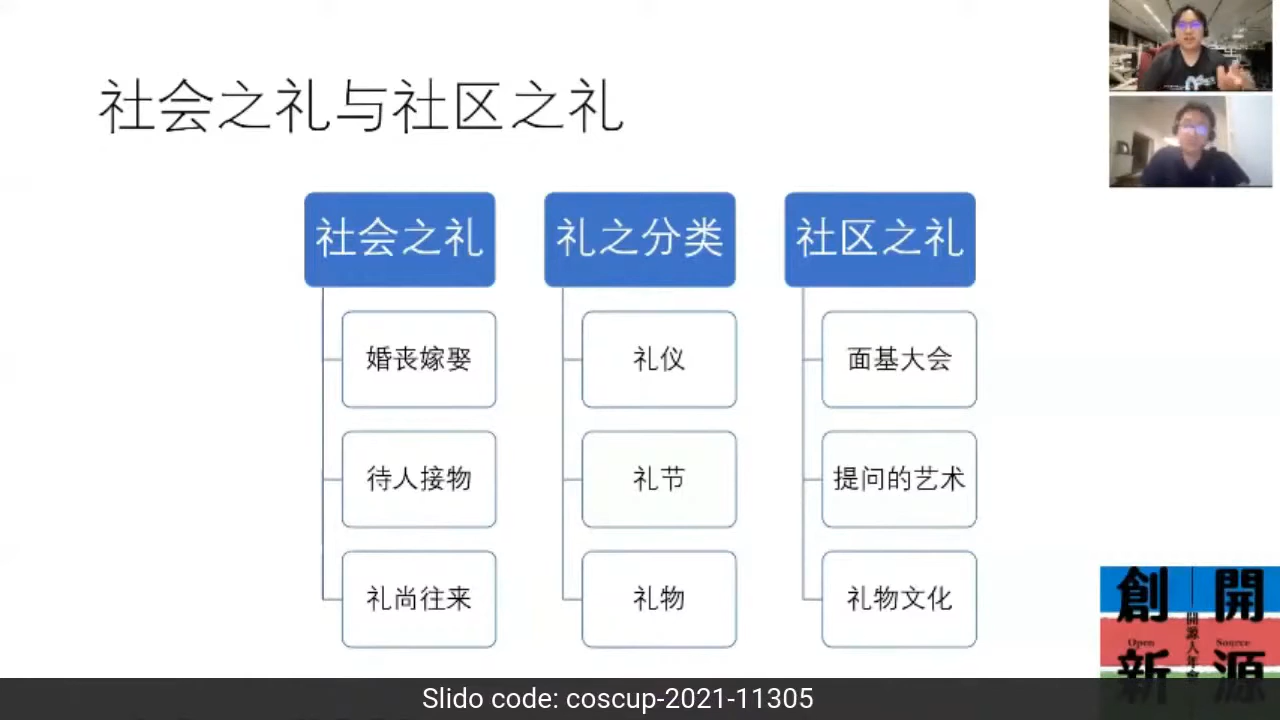 社会之礼与社区之礼
社会之礼
婚丧嫁娶
待人接物
礼尚往来
礼之分类
礼仪
礼节
礼物
社区之礼
面基大会
提问的艺术
礼物文化
開源
Open Source
創新
開源人年會
Slido code: coscup-2021-11305